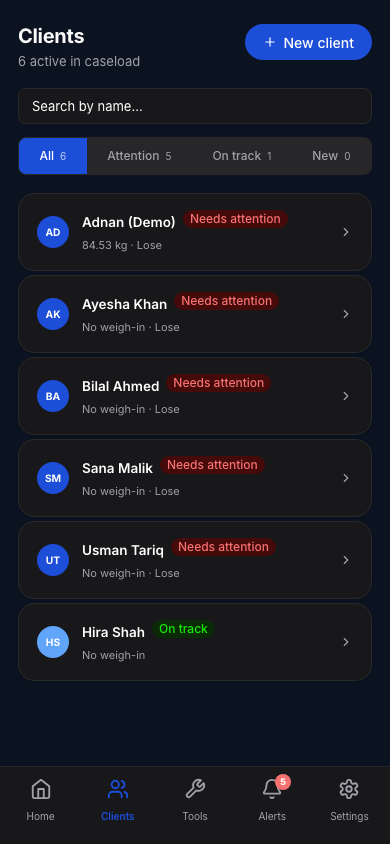 Clients
+ New client
6 active in caseload
Search by name...
All 6 Attention 5 On track 1 New 0
AD Adnan (Demo) Needs attention
84.53 kg · Lose
AK Ayesha Khan Needs attention
No weigh-in · Lose
BA Bilal Ahmed Needs attention
No weigh-in · Lose
SM Sana Malik Needs attention
No weigh-in · Lose
UT Usman Tariq Needs attention
No weigh-in · Lose
HS Hira Shah On track
No weigh-in
5
Home Clients Tools Alerts Settings